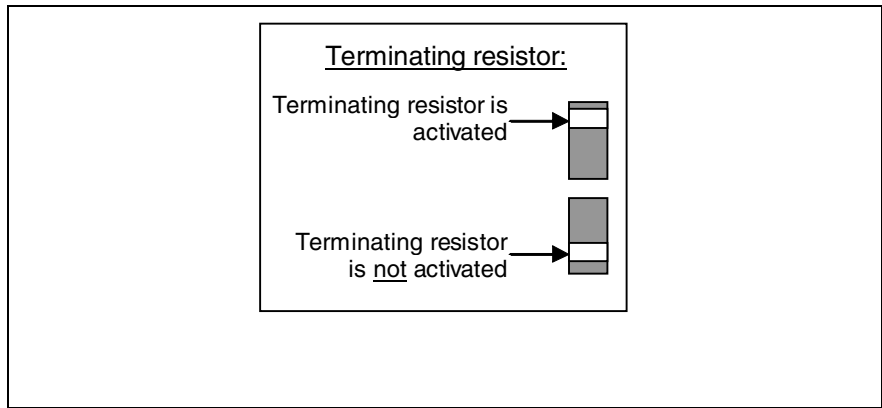 Terminating resistor:
Terminating resistor is
activated
Terminating resistor
is not activated